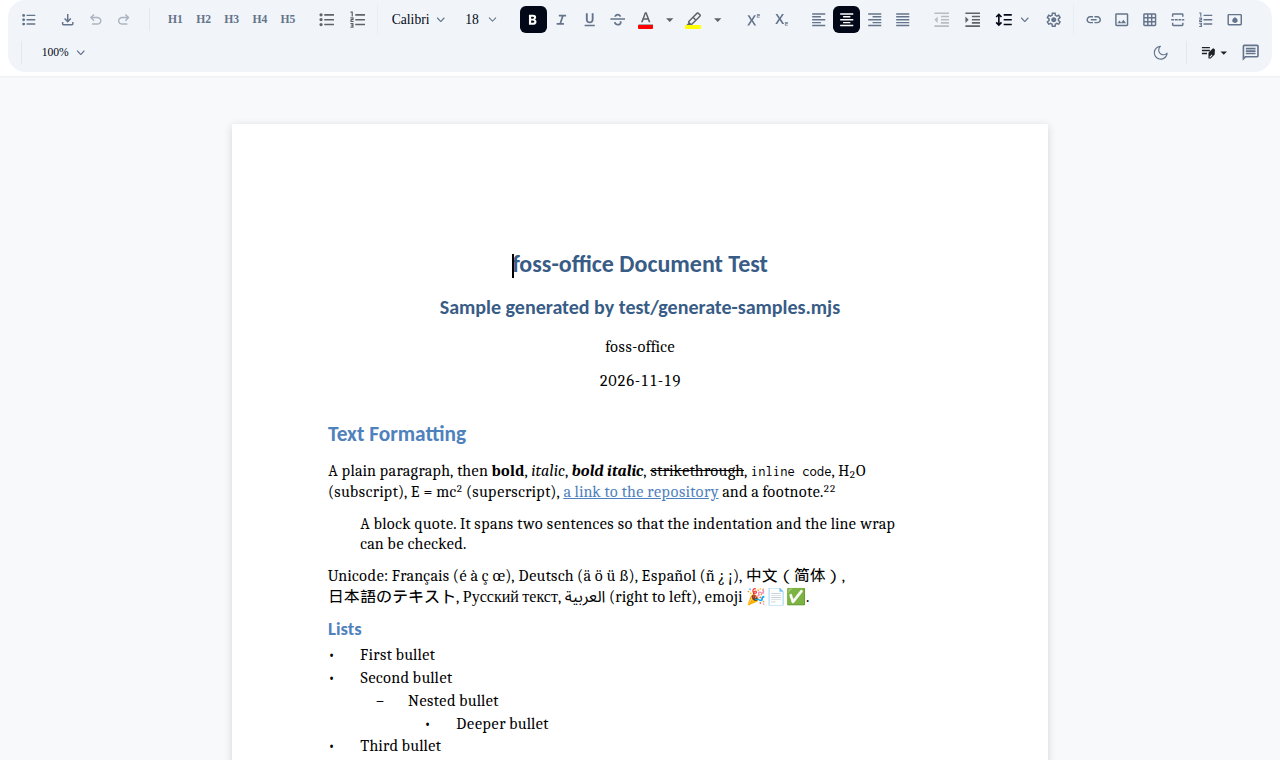 H1 H2 H3 H4 H5 Calibri 18 B I U A X² X₂
100%
foss-office Document Test
Sample generated by test/generate-samples.mjs
foss-office
2026-11-19
Text Formatting
A plain paragraph, then bold, italic, bold italic, strikethrough, inline code, H₂O
(subscript), E = mc² (superscript), a link to the repository and a footnote.²²
A block quote. It spans two sentences so that the indentation and the line wrap
can be checked.
Unicode: Français (é à ç œ), Deutsch (ä ö ü ß), Español (ñ ¿ ¡), 中文（简体），
日本語のテキスト, Русский текст, العربية (right to left), emoji 🎉📄✅.
Lists
• First bullet
• Second bullet
– Nested bullet
• Deeper bullet
• Third bullet